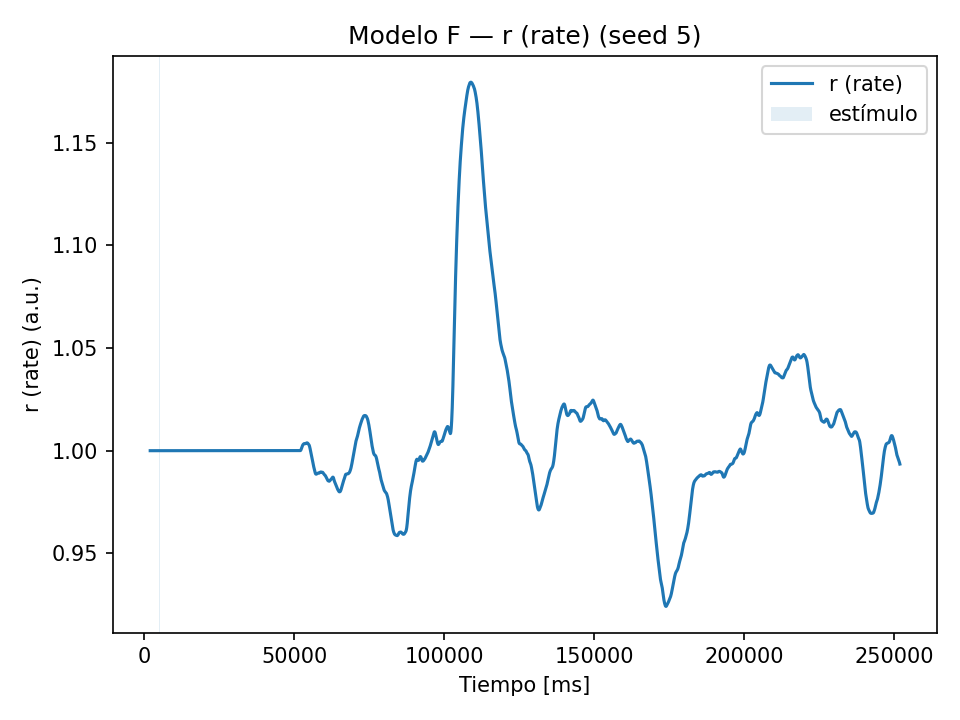 Modelo F — r (rate) (seed 5)
r (rate)
estímulo
r (rate) (a.u.)
1.15
1.10
1.05
1.00
0.95
0
50000
100000
150000
200000
250000
Tiempo [ms]